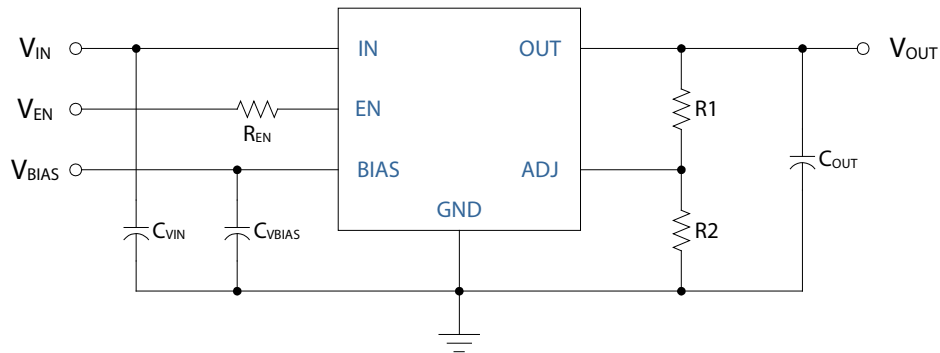 VIN
IN
OUT
VOUT
VEN
EN
R1
REN
VBIAS
BIAS
ADJ
COUT
GND
CVIN
CVBIAS
R2